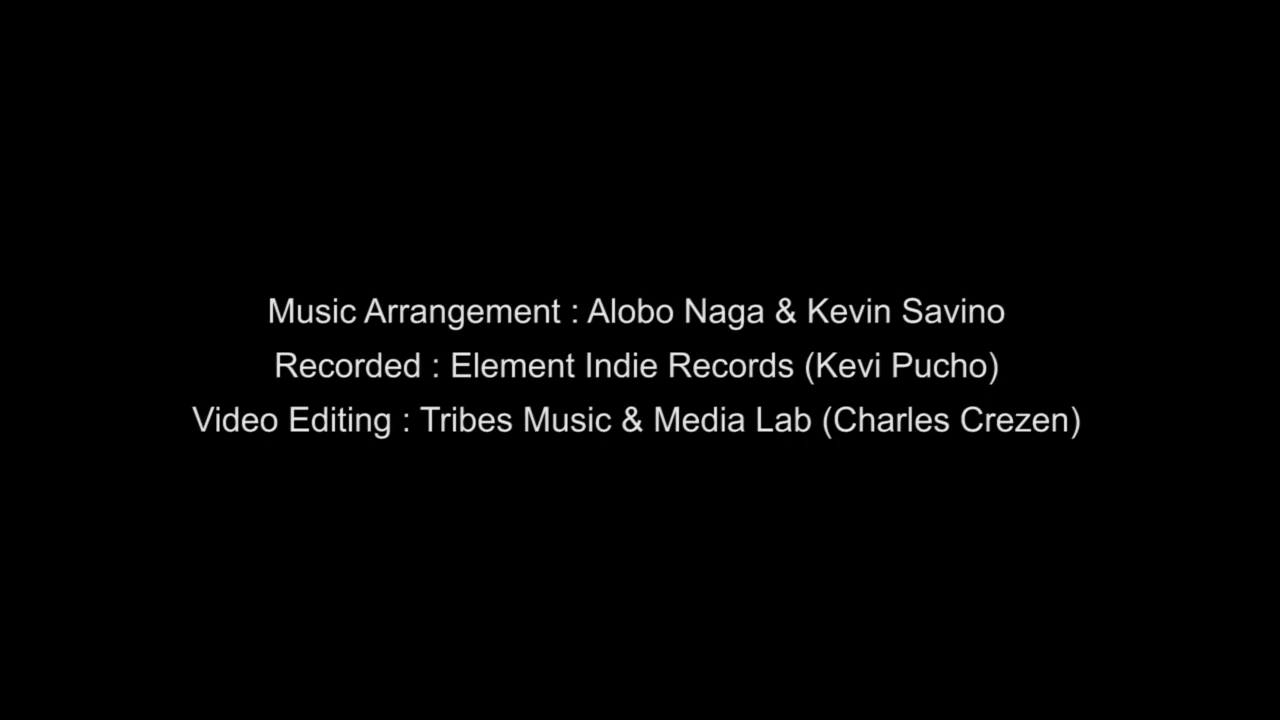 Music Arrangement : Alobo Naga & Kevin Savino
Recorded : Element Indie Records (Kevi Pucho)
Video Editing : Tribes Music & Media Lab (Charles Crezen)